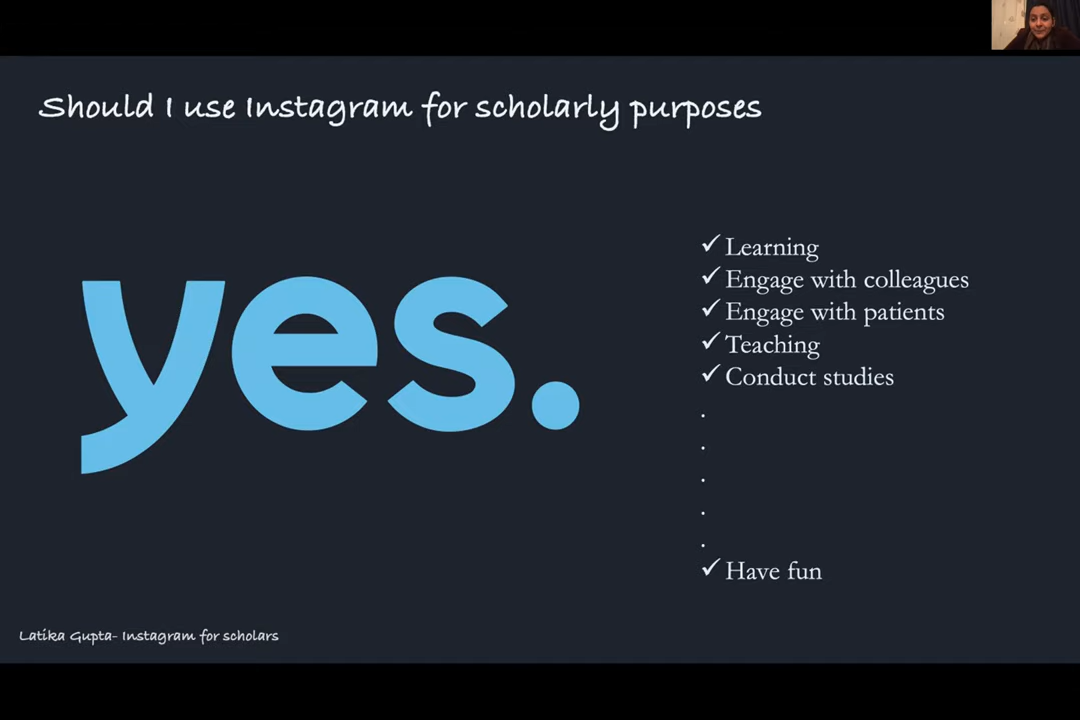 Should I use Instagram for scholarly purposes
yes.
✓ Learning
✓ Engage with colleagues
✓ Engage with patients
✓ Teaching
✓ Conduct studies
.
.
.
.
.
✓ Have fun
Latika Gupta- Instagram for scholars